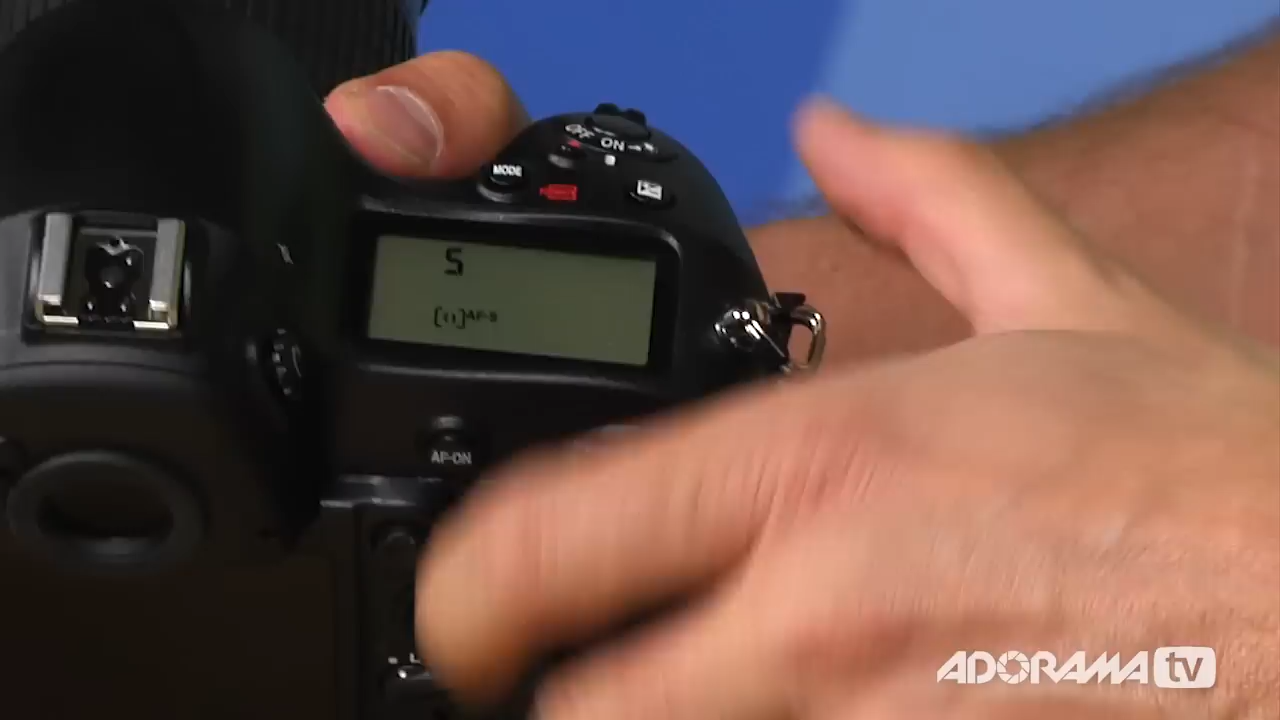 OFF
ON
MODE
S
[ ] AF-S
AF-ON
L
ADORAMA tv